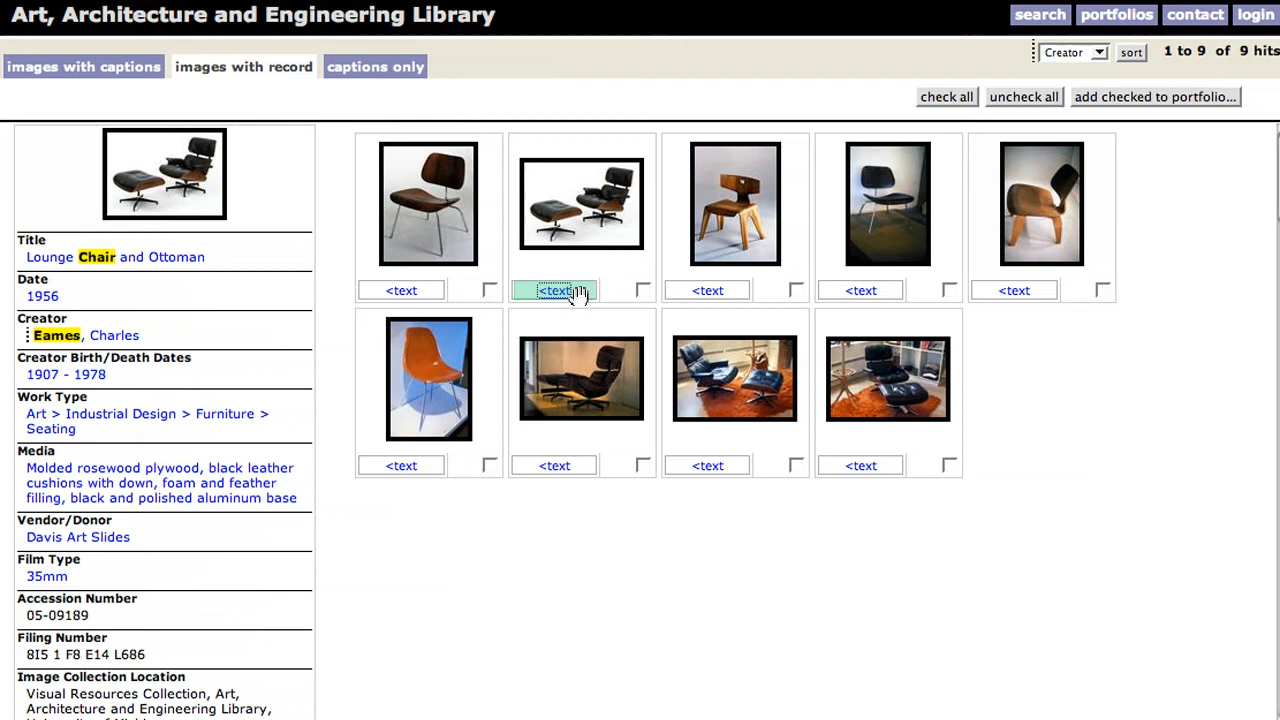 Art, Architecture and Engineering Library
search portfolios contact login
Creator sort 1 to 9 of 9 hits
images with captions images with record captions only
check all uncheck all add checked to portfolio...
Title
Lounge Chair and Ottoman
Date
1956
Creator
Eames, Charles
Creator Birth/Death Dates
1907 - 1978
Work Type
Art > Industrial Design > Furniture >
Seating
Media
Molded rosewood plywood, black leather
cushions with down, foam and feather
filling, black and polished aluminum base
Vendor/Donor
Davis Art Slides
Film Type
35mm
Accession Number
05-09189
Filing Number
8I5 1 F8 E14 L686
Image Collection Location
Visual Resources Collection, Art,
Architecture and Engineering Library,
<text <text <text <text <text
<text <text <text <text